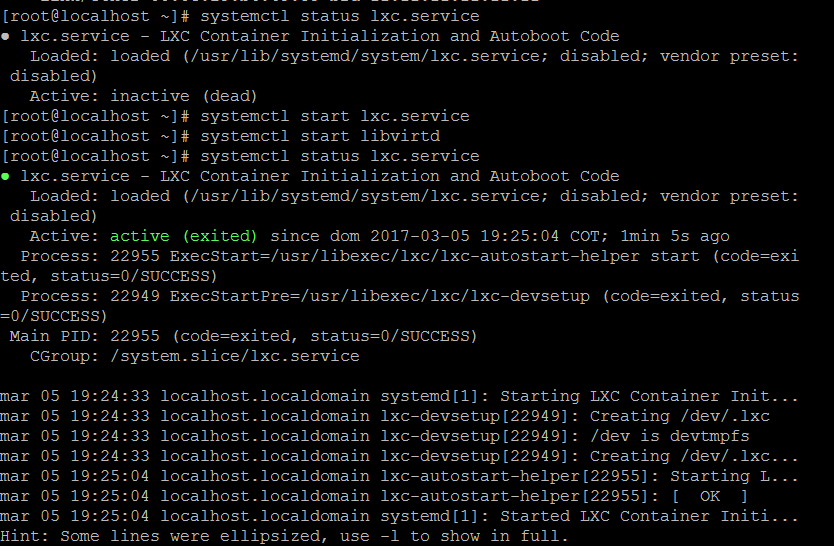 [root@localhost ~]# systemctl status lxc.service
● lxc.service - LXC Container Initialization and Autoboot Code
   Loaded: loaded (/usr/lib/systemd/system/lxc.service; disabled; vendor preset:
 disabled)
   Active: inactive (dead)
[root@localhost ~]# systemctl start lxc.service
[root@localhost ~]# systemctl start libvirtd
[root@localhost ~]# systemctl status lxc.service
● lxc.service - LXC Container Initialization and Autoboot Code
   Loaded: loaded (/usr/lib/systemd/system/lxc.service; disabled; vendor preset:
 disabled)
   Active: active (exited) since dom 2017-03-05 19:25:04 COT; 1min 5s ago
  Process: 22955 ExecStart=/usr/libexec/lxc/lxc-autostart-helper start (code=exi
ted, status=0/SUCCESS)
  Process: 22949 ExecStartPre=/usr/libexec/lxc/lxc-devsetup (code=exited, status
=0/SUCCESS)
 Main PID: 22955 (code=exited, status=0/SUCCESS)
   CGroup: /system.slice/lxc.service

mar 05 19:24:33 localhost.localdomain systemd[1]: Starting LXC Container Init...
mar 05 19:24:33 localhost.localdomain lxc-devsetup[22949]: Creating /dev/.lxc
mar 05 19:24:33 localhost.localdomain lxc-devsetup[22949]: /dev is devtmpfs
mar 05 19:24:33 localhost.localdomain lxc-devsetup[22949]: Creating /dev/.lxc...
mar 05 19:25:04 localhost.localdomain lxc-autostart-helper[22955]: Starting L...
mar 05 19:25:04 localhost.localdomain lxc-autostart-helper[22955]: [  OK  ]
mar 05 19:25:04 localhost.localdomain systemd[1]: Started LXC Container Initi...
Hint: Some lines were ellipsized, use -l to show in full.